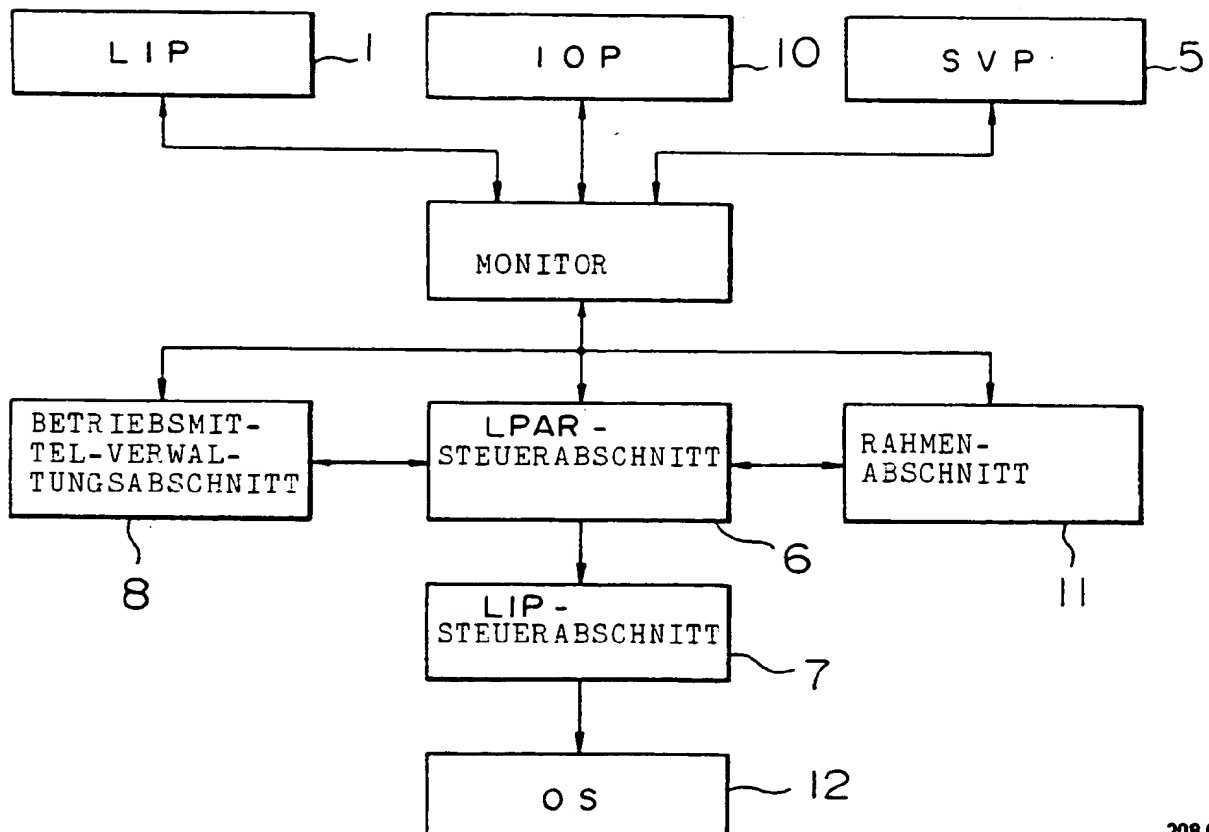 LIP
1
IOP
10
SVP
5
MONITOR
BETRIEBSMIT-
TEL-VERWAL-
TUNGSABSCHNITT
8
LPAR-
STEUERABSCHNITT
6
RAHMEN-
ABSCHNITT
11
LIP-
STEUERABSCHNITT
7
OS
12